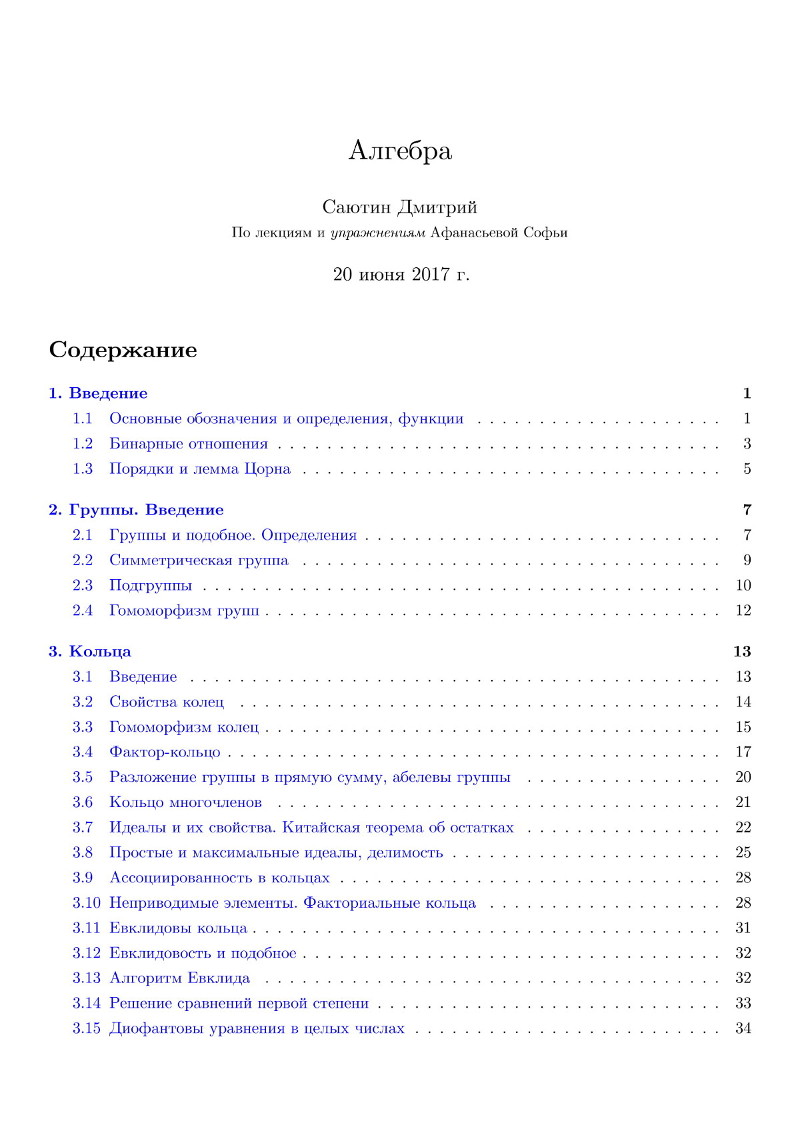 Алгебра
Саютин Дмитрий
По лекциям и упражнениям Афанасьевой Софьи
20 июня 2017 г.
Содержание
1. Введение 1
1.1 Основные обозначения и определения, функции . . . . . . . . . . . . . . . . . . . . 1
1.2 Бинарные отношения . . . . . . . . . . . . . . . . . . . . . . . . . . . . . . . . . . . . 3
1.3 Порядки и лемма Цорна . . . . . . . . . . . . . . . . . . . . . . . . . . . . . . . . . . 5
2. Группы. Введение 7
2.1 Группы и подобное. Определения . . . . . . . . . . . . . . . . . . . . . . . . . . . . . 7
2.2 Симметрическая группа . . . . . . . . . . . . . . . . . . . . . . . . . . . . . . . . . . 9
2.3 Подгруппы . . . . . . . . . . . . . . . . . . . . . . . . . . . . . . . . . . . . . . . . . . 10
2.4 Гомоморфизм групп . . . . . . . . . . . . . . . . . . . . . . . . . . . . . . . . . . . . . 12
3. Кольца 13
3.1 Введение . . . . . . . . . . . . . . . . . . . . . . . . . . . . . . . . . . . . . . . . . . . 13
3.2 Свойства колец . . . . . . . . . . . . . . . . . . . . . . . . . . . . . . . . . . . . . . . 14
3.3 Гомоморфизм колец . . . . . . . . . . . . . . . . . . . . . . . . . . . . . . . . . . . . . 15
3.4 Фактор-кольцо . . . . . . . . . . . . . . . . . . . . . . . . . . . . . . . . . . . . . . . . 17
3.5 Разложение группы в прямую сумму, абелевы группы . . . . . . . . . . . . . . . . 20
3.6 Кольцо многочленов . . . . . . . . . . . . . . . . . . . . . . . . . . . . . . . . . . . . 21
3.7 Идеалы и их свойства. Китайская теорема об остатках . . . . . . . . . . . . . . . . 22
3.8 Простые и максимальные идеалы, делимость . . . . . . . . . . . . . . . . . . . . . . 25
3.9 Ассоциированность в кольцах . . . . . . . . . . . . . . . . . . . . . . . . . . . . . . . 28
3.10 Неприводимые элементы. Факториальные кольца . . . . . . . . . . . . . . . . . . . 28
3.11 Евклидовы кольца . . . . . . . . . . . . . . . . . . . . . . . . . . . . . . . . . . . . . . 31
3.12 Евклидовость и подобное . . . . . . . . . . . . . . . . . . . . . . . . . . . . . . . . . . 32
3.13 Алгоритм Евклида . . . . . . . . . . . . . . . . . . . . . . . . . . . . . . . . . . . . . 32
3.14 Решение сравнений первой степени . . . . . . . . . . . . . . . . . . . . . . . . . . . . 33
3.15 Диофантовы уравнения в целых числах . . . . . . . . . . . . . . . . . . . . . . . . . 34